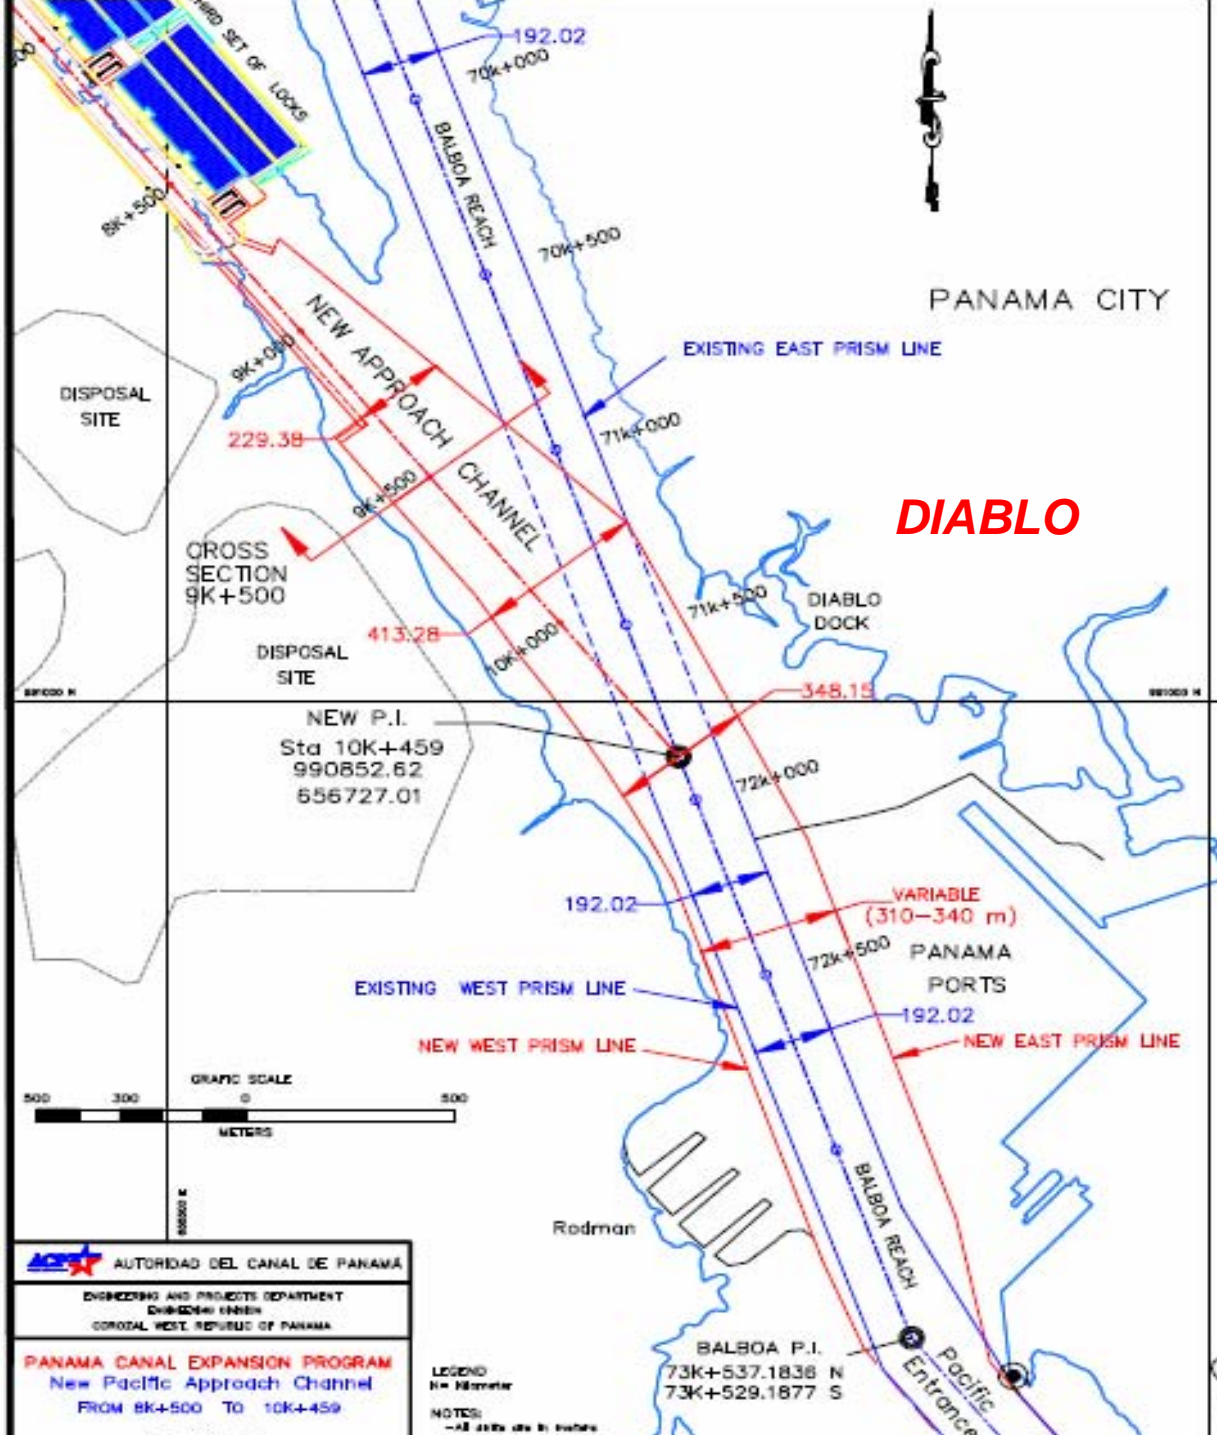 THIRD SET OF LOCKS
192.02
70k+000
BALBOA REACH
8K+500
70k+500
PANAMA CITY
NEW APPROACH CHANNEL
EXISTING EAST PRISM LINE
9K+000
DISPOSAL
SITE
229.38
71k+000
9K+500
DIABLO
CROSS
SECTION
9K+500
71k+500
DIABLO
DOCK
413.28
10K+000
DISPOSAL
SITE
348.15
NEW P.I.
Sta 10K+459
990852.62
656727.01
72k+000
192.02
VARIABLE
(310-340 m)
72k+500
PANAMA
PORTS
EXISTING WEST PRISM LINE
192.02
NEW WEST PRISM LINE
NEW EAST PRISM LINE
GRAFIC SCALE
500 300 0 500
METERS
BALBOA REACH
Rodman
ACP AUTORIDAD DEL CANAL DE PANAMÁ
ENGINEERING AND PROJECTS DEPARTMENT
ENGINEERING DIVISION
COROZAL WEST, REPUBLIC OF PANAMA
PANAMA CANAL EXPANSION PROGRAM
New Pacific Approach Channel
FROM 8K+500 TO 10K+459
LEGEND
K= Kilometer
NOTES:
BALBOA P.I.
73K+537.1836 N
73K+529.1877 S
Pacific
Entrance